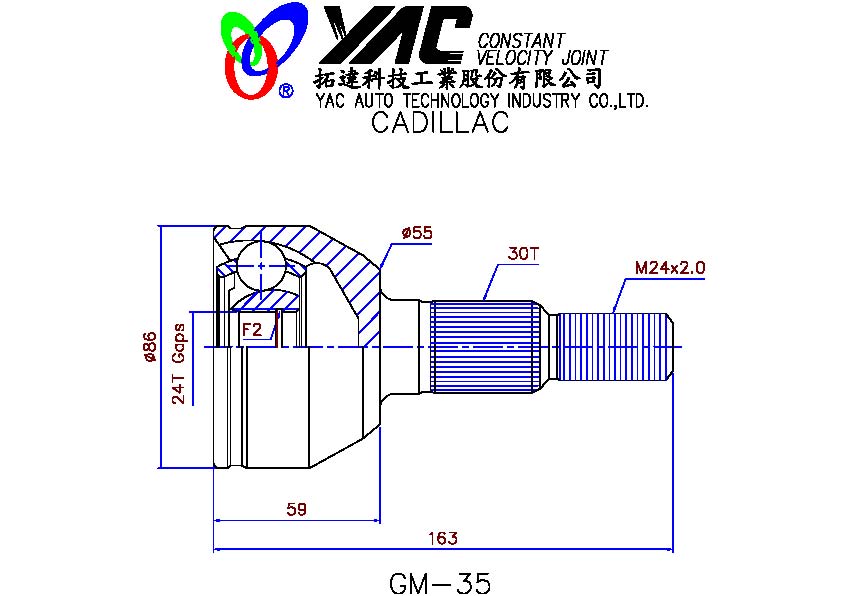 YAC CONSTANT
VELOCITY JOINT
®
拓達科技工業股份有限公司
YAC AUTO TECHNOLOGY INDUSTRY CO.,LTD.
CADILLAC
ø55
30T
M24x2.0
F2
ø86
24T Gaps
59
163
GM-35